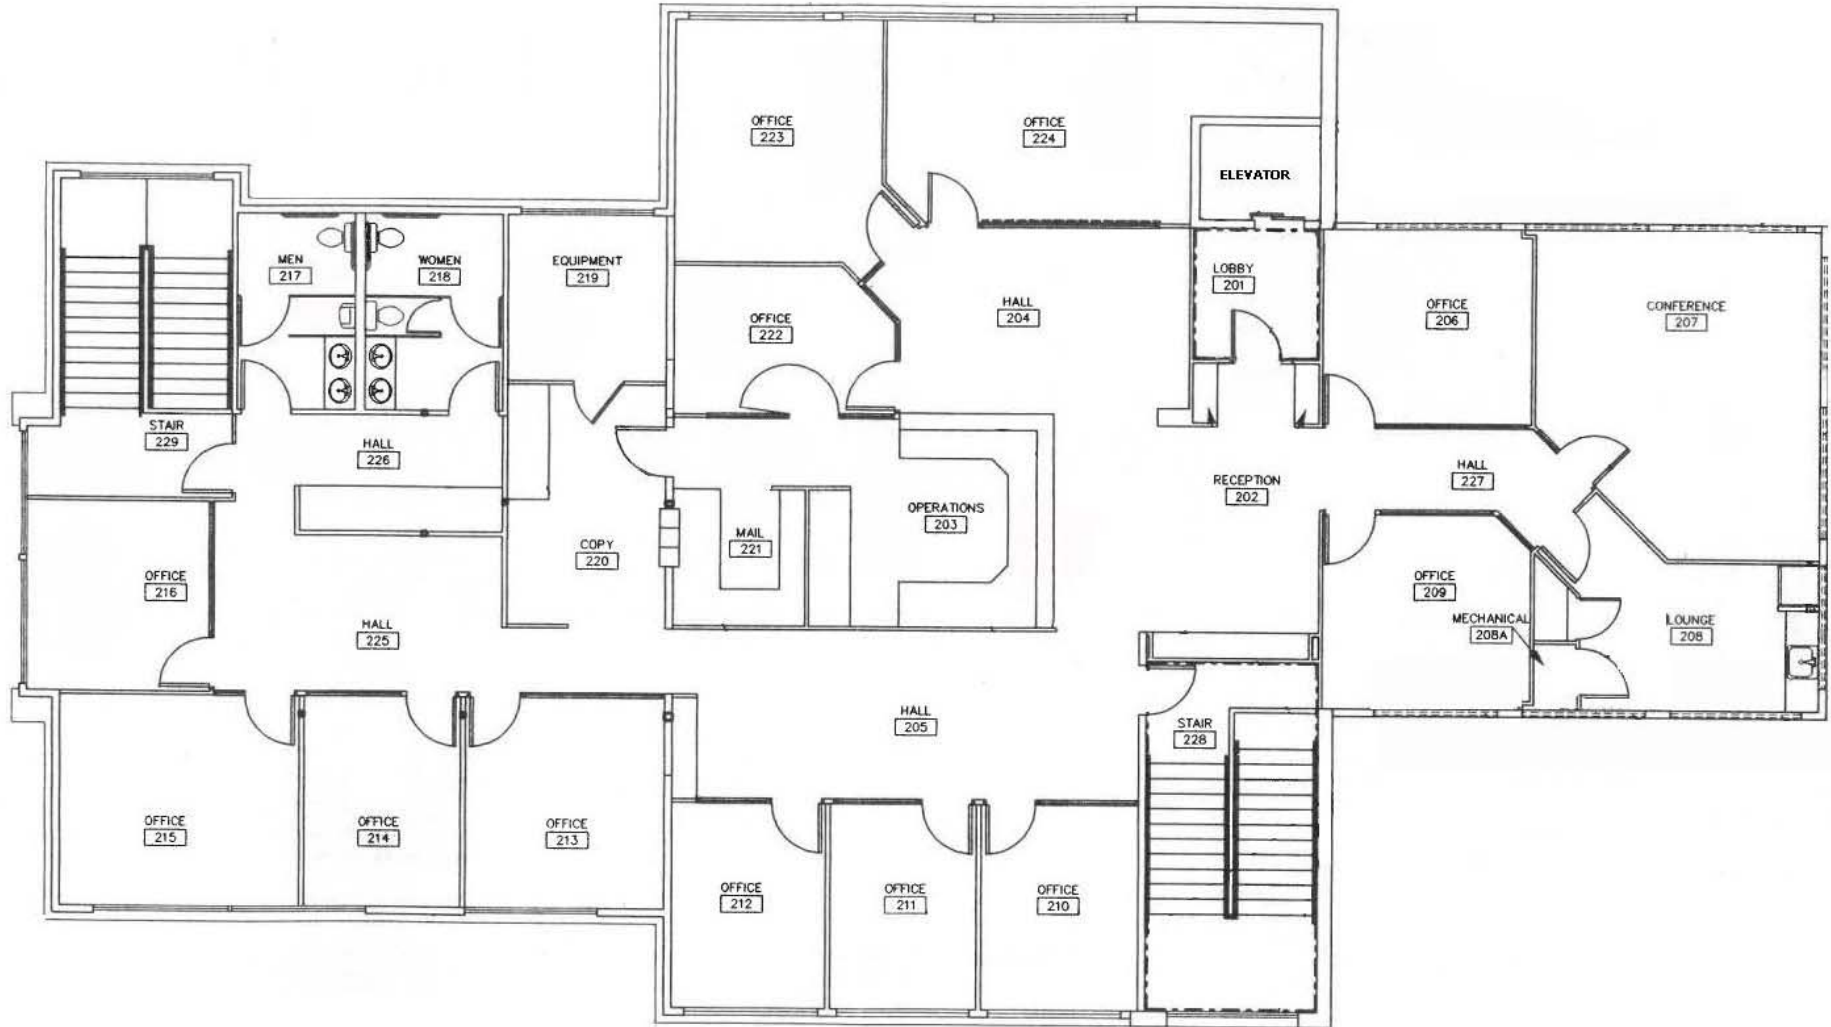 OFFICE
223
OFFICE
224
ELEVATOR
MEN
217
WOMEN
218
EQUIPMENT
219
LOBBY
201
OFFICE
222
HALL
204
OFFICE
206
CONFERENCE
207
STAIR
229
HALL
226
HALL
227
RECEPTION
202
OPERATIONS
203
MAIL
221
COPY
220
OFFICE
216
OFFICE
209
MECHANICAL
208A
LOUNGE
208
HALL
225
HALL
205
STAIR
228
OFFICE
215
OFFICE
214
OFFICE
213
OFFICE
212
OFFICE
211
OFFICE
210